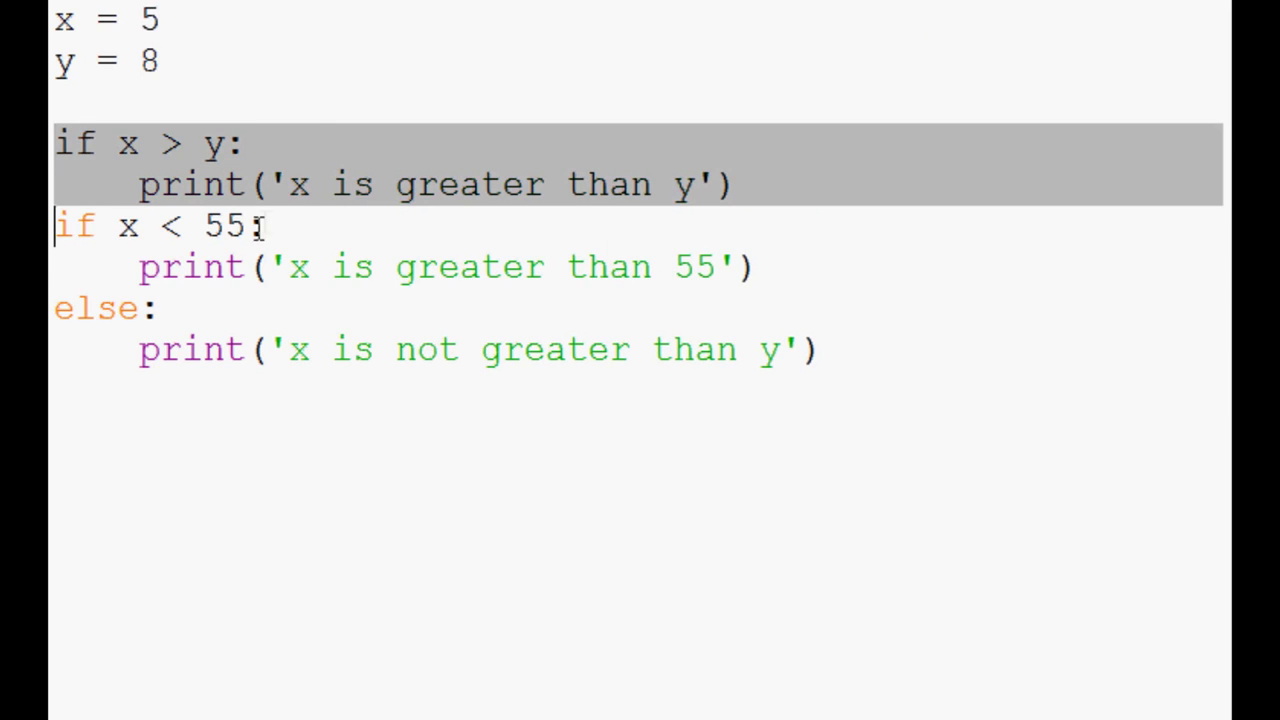 x = 5
y = 8
if x > y:
    print('x is greater than y')
if x < 55:
    print('x is greater than 55')
else:
    print('x is not greater than y')